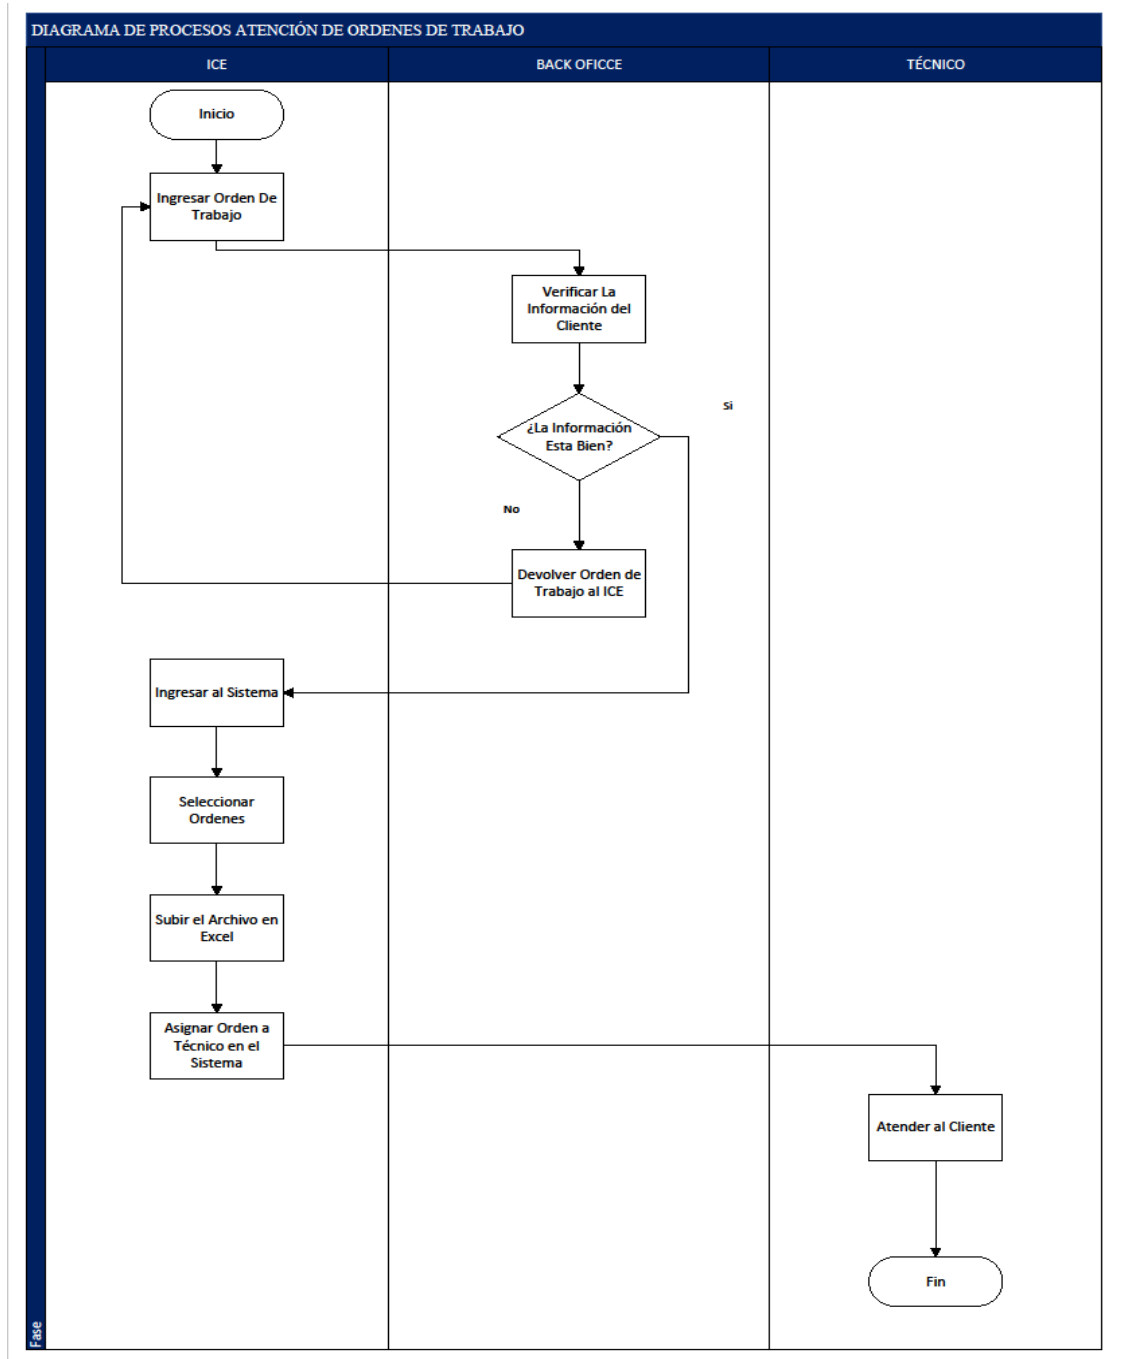 DIAGRAMA DE PROCESOS ATENCIÓN DE ORDENES DE TRABAJO
ICE
BACK OFICCE
TÉCNICO
Inicio
Ingresar Orden De
Trabajo
Verificar La
Información del
Cliente
Si
¿La Información
Esta Bien?
No
Devolver Orden de
Trabajo al ICE
Ingresar al Sistema
Seleccionar
Ordenes
Subir el Archivo en
Excel
Asignar Orden a
Técnico en el
Sistema
Atender al Cliente
Fin
Fase